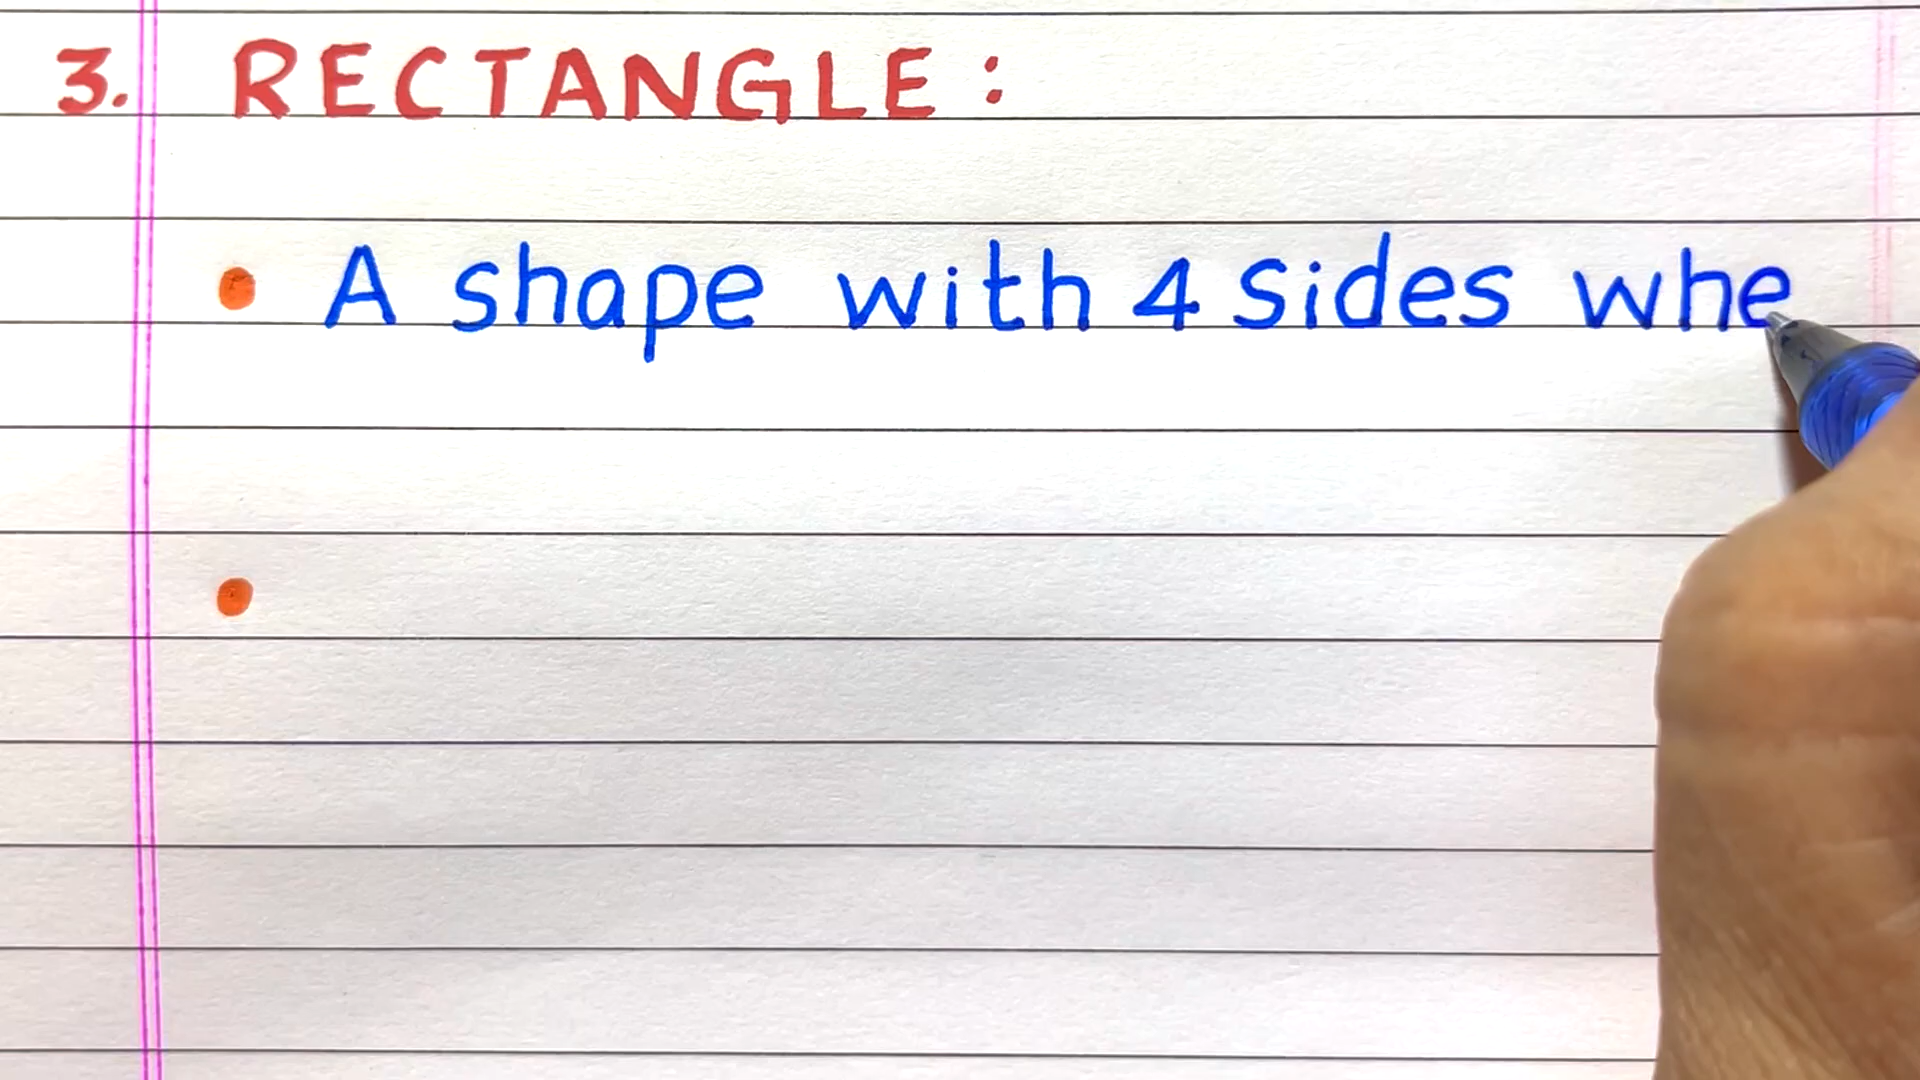 3. RECTANGLE:
• A shape with 4 sides whe
•